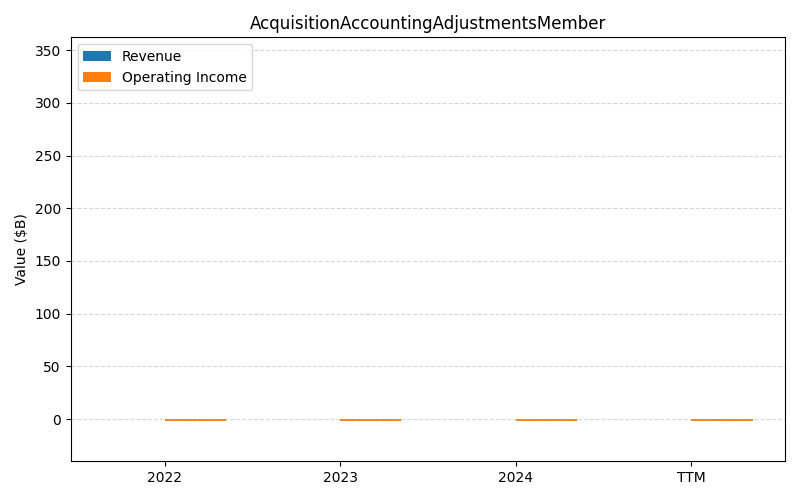 AcquisitionAccountingAdjustmentsMember
Revenue
Operating Income
Value ($B)
350
300
250
200
150
100
50
0
2022
2023
2024
TTM